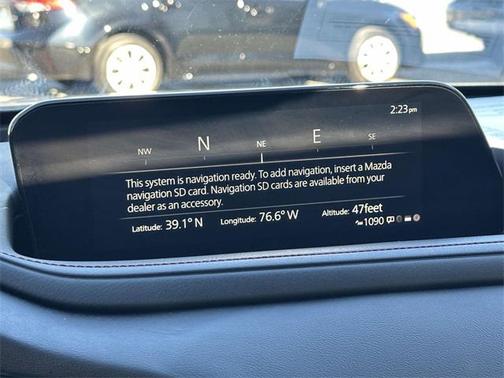 2:23pm
NW N NE E SE
This system is navigation ready. To add navigation, insert a Mazda
navigation SD card. Navigation SD cards are available from your
dealer as an accessory.
Latitude: 39.1° N Longitude: 76.6° W Altitude: 47feet
1090